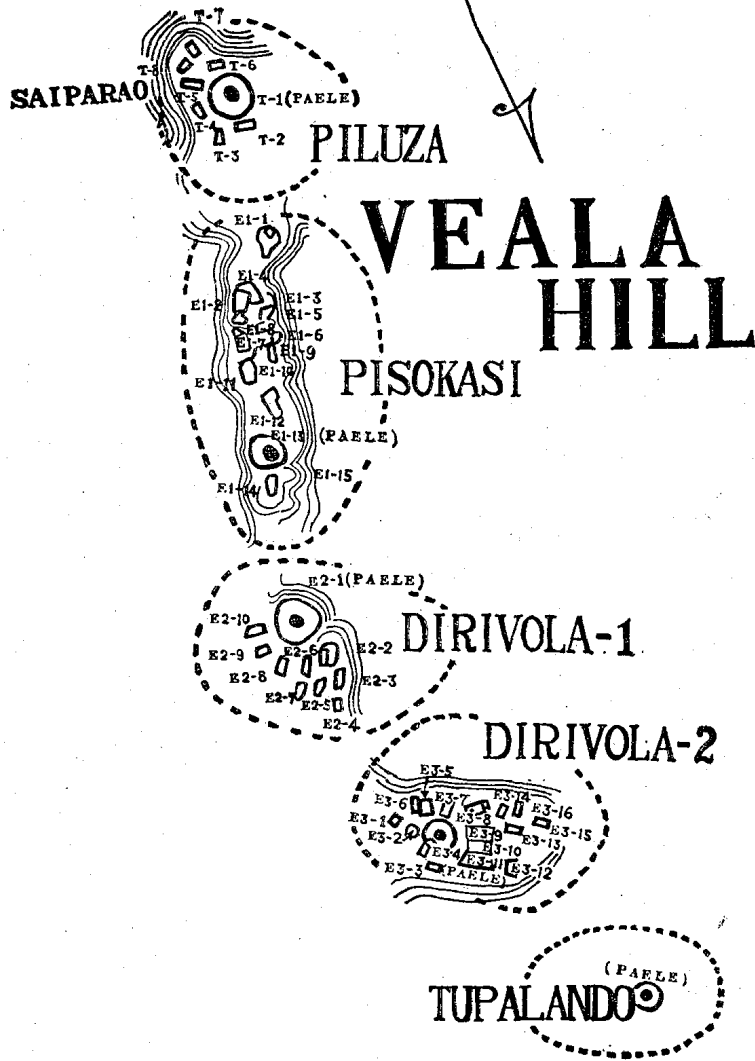 T-7
T-8
T-6
SAIPARAO
T-5
T-1(PAELE)
T-4
T-2
T-3
PILUZA
VEALA
HILL
E1-1
E1-4
E1-2
E1-3
E1-5
E1-8
E1-6
E1-7
E1-9
E1-10
E1-11
PISOKASI
E1-12
E1-13
(PAELE)
E1-15
E1-14
E2-1(PAELE)
E2-10
DIRIVOLA-1
E2-6
E2-2
E2-9
E2-8
E2-3
E2-7
E2-5
E2-4
DIRIVOLA-2
E3-5
E3-6
E3-7
E3-14
E3-16
E3-1
E3-8
E3-15
E3-2
E3-9
E3-13
E3-4
E3-10
E3-3
E3-11
E3-12
(PAELE)
(PAELE)
TUPALANDO